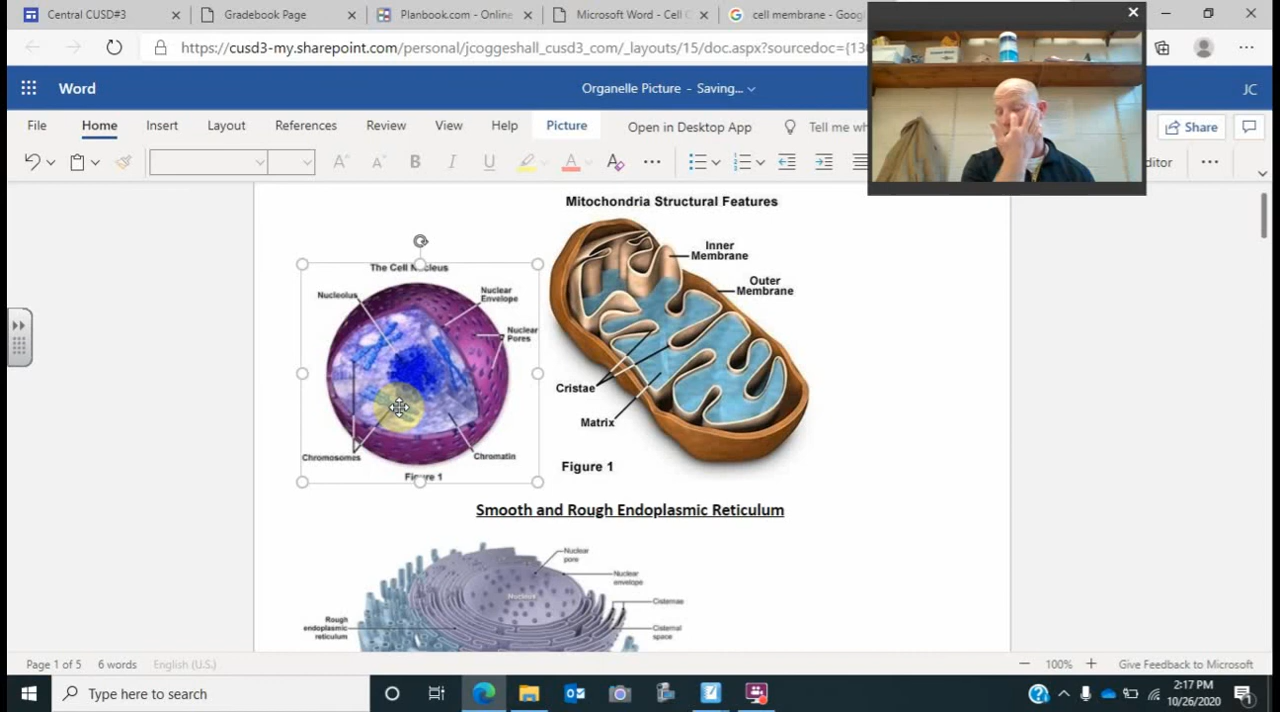 Central CUSD#3
Gradebook Page
Planbook.com - Online
Microsoft Word - Cell C
cell membrane - Goog
https://cusd3-my.sharepoint.com/personal/jcoggeshall_cusd3_com/_layouts/15/doc.aspx?sourcedoc={13
Word
Organelle Picture - Saving...
JC
File
Home
Insert
Layout
References
Review
View
Help
Picture
Open in Desktop App
Tell me wh
Share
B I U
A
ditor
Mitochondria Structural Features
Inner
Membrane
Outer
Membrane
Cristae
Matrix
Figure 1
The Cell Nucleus
Nucleolus
Nuclear
Envelope
Nuclear
Pores
Chromosomes
Chromatin
Figure 1
Smooth and Rough Endoplasmic Reticulum
Nuclear
pore
Nuclear
envelope
Nucleus
Cisternae
Rough
endoplasmic
reticulum
Cisternal
space
Page 1 of 5
6 words
English (U.S.)
100%
Give Feedback to Microsoft
Type here to search
2:17 PM
10/26/2020
1